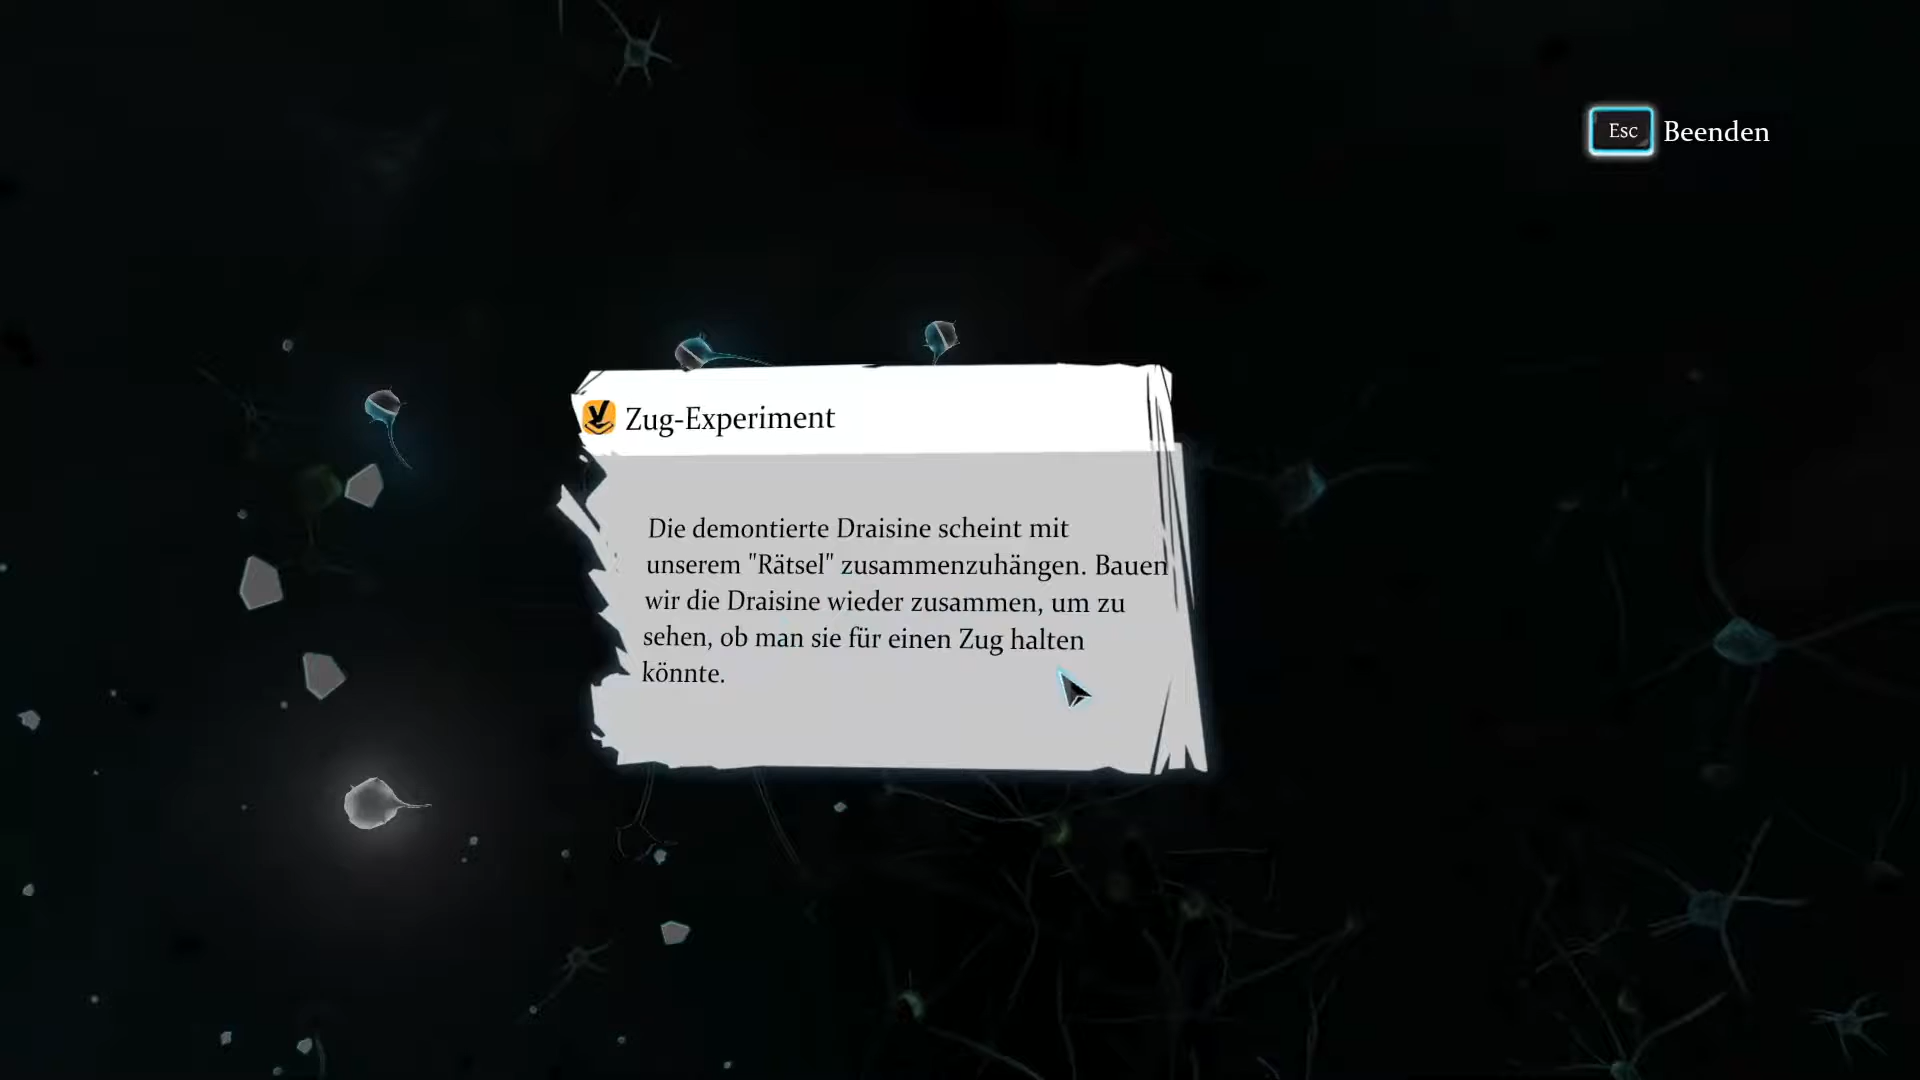 Esc Beenden
Zug-Experiment
Die demontierte Draisine scheint mit
unserem "Rätsel" zusammenzuhängen. Bauen
wir die Draisine wieder zusammen, um zu
sehen, ob man sie für einen Zug halten
könnte.